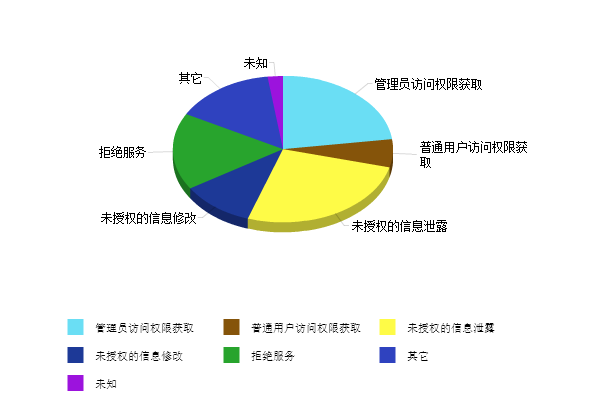 未知
其它
管理员访问权限获取
普通用户访问权限获
取
拒绝服务
未授权的信息修改
未授权的信息泄露
管理员访问权限获取
普通用户访问权限获取
未授权的信息泄露
未授权的信息修改
拒绝服务
其它
未知